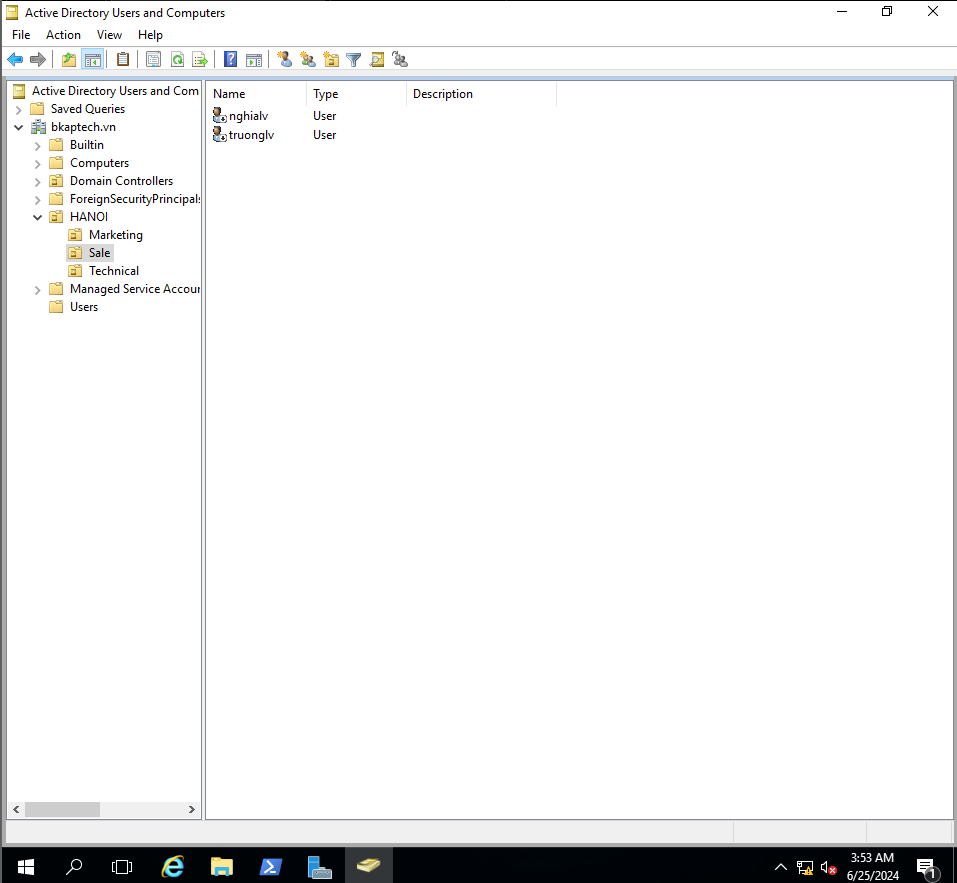 Active Directory Users and Computers
File Action View Help
Active Directory Users and Com
Saved Queries
bkaptech.vn
Builtin
Computers
Domain Controllers
ForeignSecurityPrincipals
HANOI
Marketing
Sale
Technical
Managed Service Accour
Users
Name Type Description
nghialv User
truonglv User
3:53 AM
6/25/2024
1